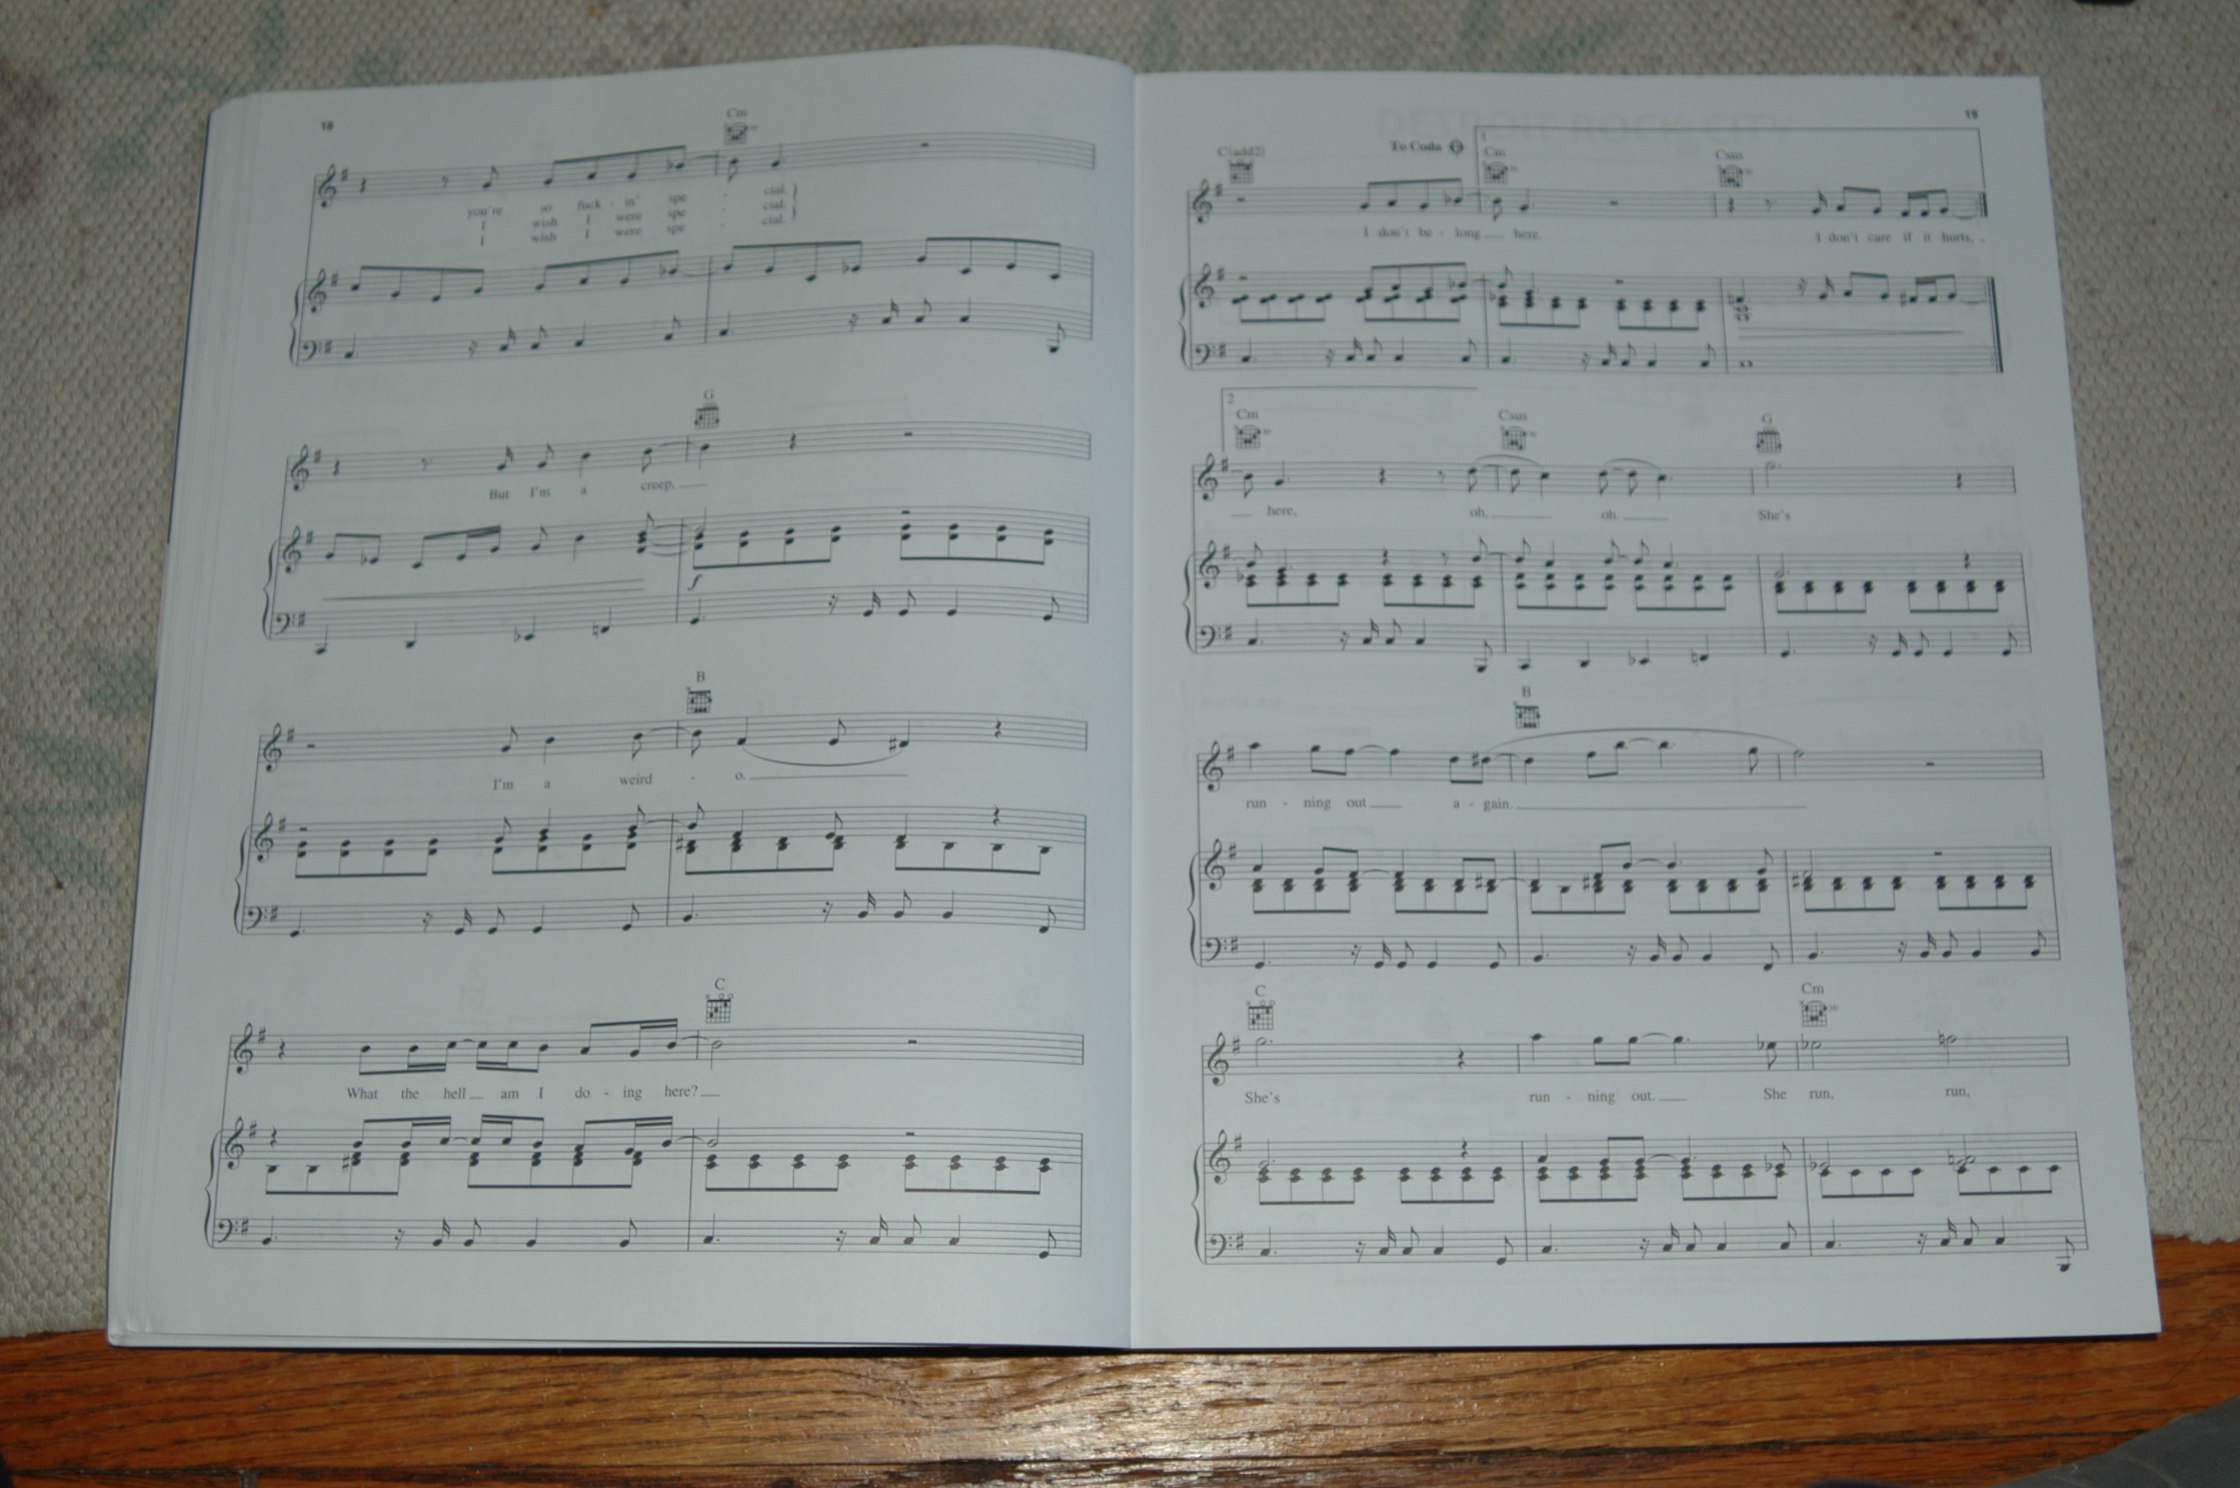 18
Cm
you're so fuck - in' spe - cial.
I wish I were spe - cial.
I wish I were spe - cial.
G
But I'm a creep,
f
B
I'm a weird - o.
C
What the hell am I do - ing here?
19
To Coda
1
C(add2) Cm Csus
I don't be - long here. I don't care if it hurts,
2
Cm Csus G
here. oh, oh. She's
B
run - ning out a - gain.
C Cm
She's run - ning out. She run, run,